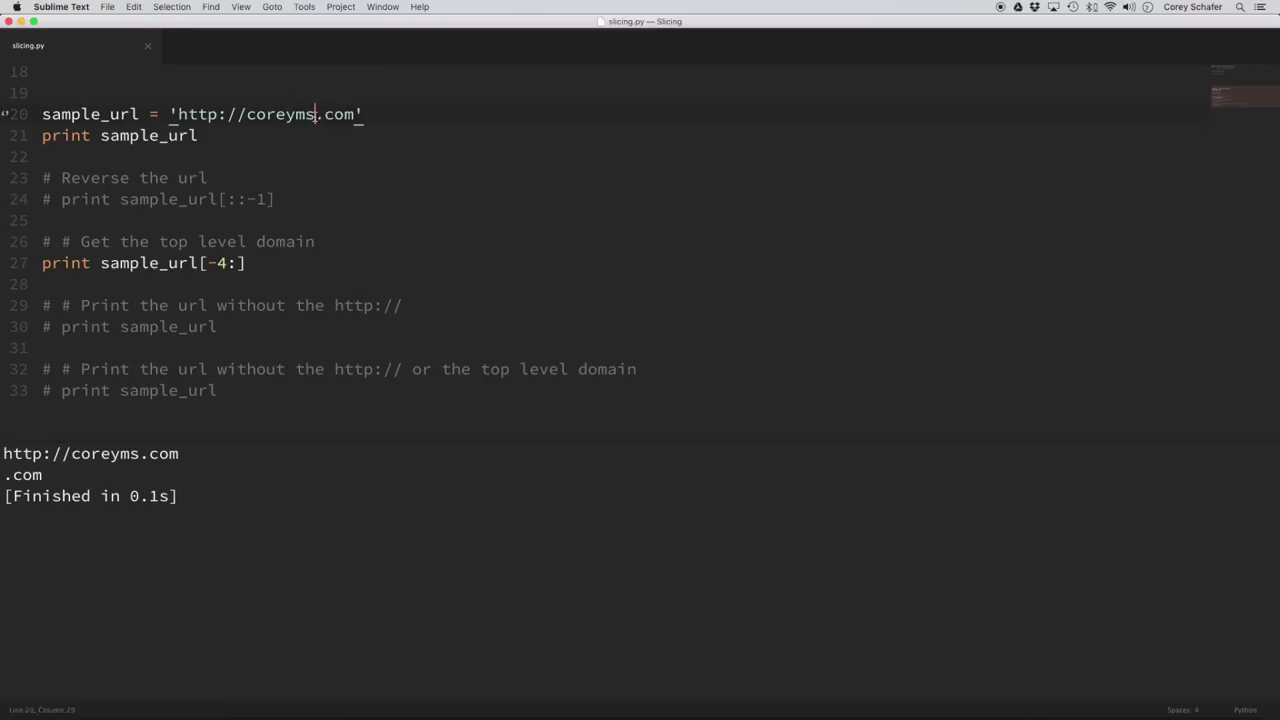 Sublime Text File Edit Selection Find View Goto Tools Project Window Help Corey Schafer
slicing.py — Slicing
slicing.py
18
19
20 sample_url = 'http://coreyms.com'
21 print sample_url
22
23 # Reverse the url
24 # print sample_url[::-1]
25
26 # # Get the top level domain
27 print sample_url[-4:]
28
29 # # Print the url without the http://
30 # print sample_url
31
32 # # Print the url without the http:// or the top level domain
33 # print sample_url
http://coreyms.com
.com
[Finished in 0.1s]
Line 20, Column 29 Spaces: 4 Python